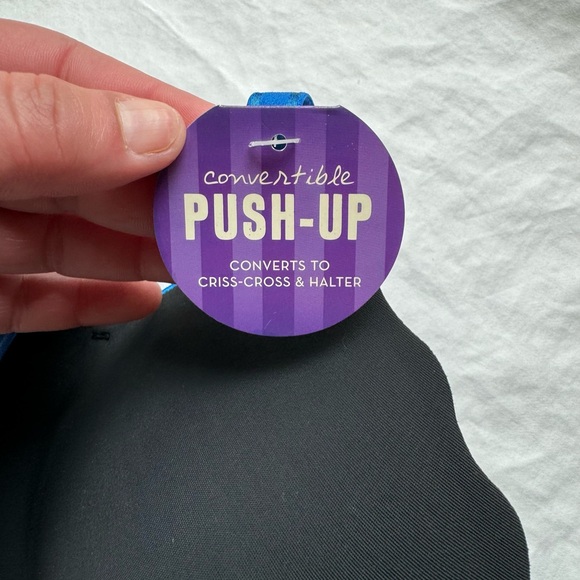 convertible
PUSH-UP
CONVERTS TO
CRISS-CROSS & HALTER